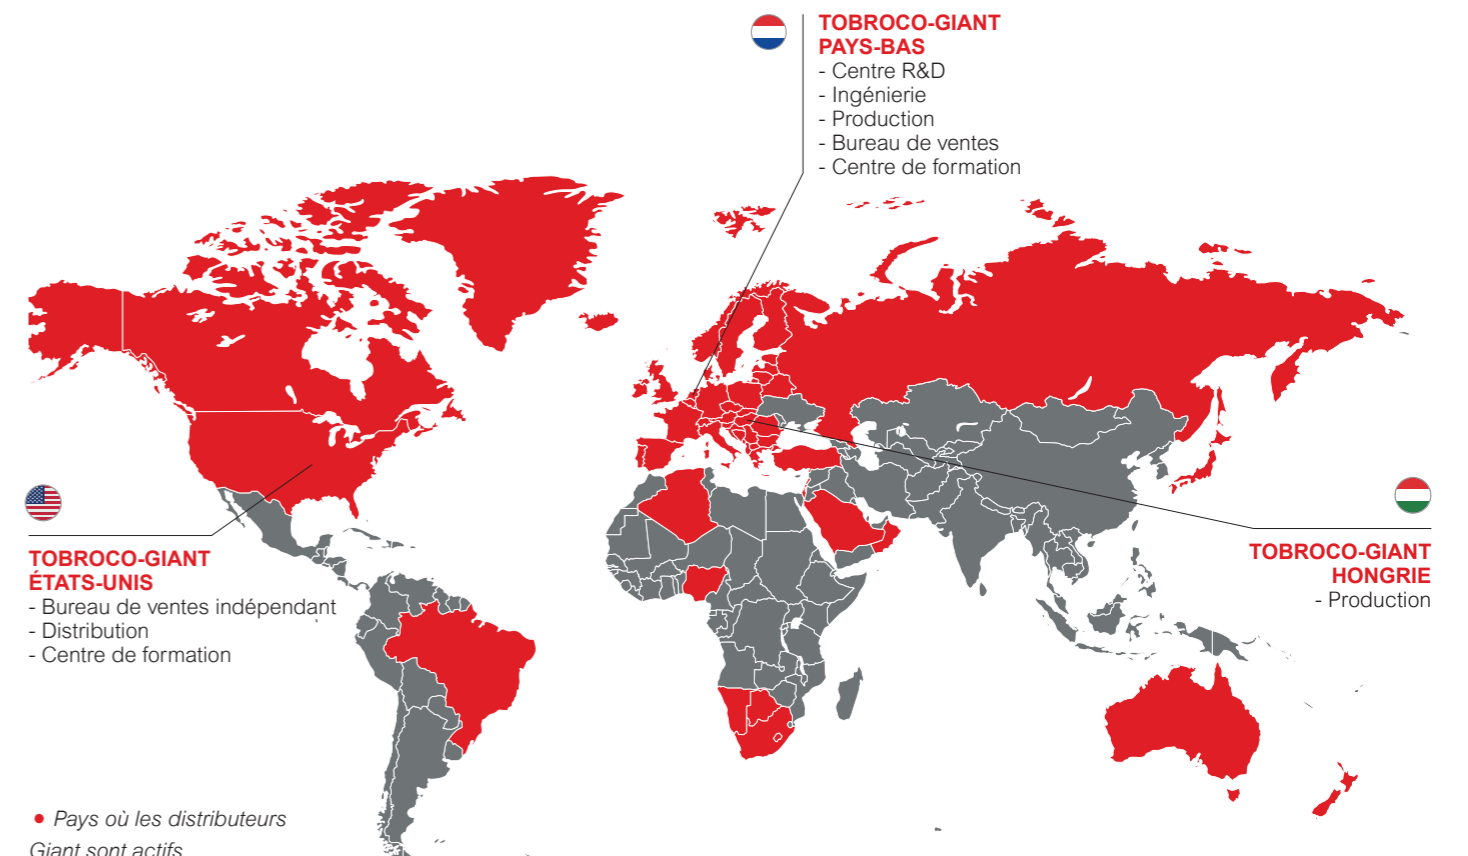 TOBROCO-GIANT
PAYS-BAS
- Centre R&D
- Ingénierie
- Production
- Bureau de ventes
- Centre de formation
TOBROCO-GIANT
ÉTATS-UNIS
- Bureau de ventes indépendant
- Distribution
- Centre de formation
TOBROCO-GIANT
HONGRIE
- Production
• Pays où les distributeurs
Giant sont actifs